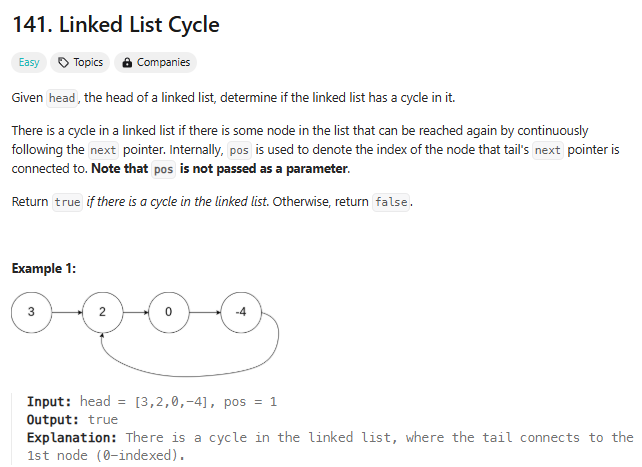 141. Linked List Cycle
Easy Topics Companies
Given head, the head of a linked list, determine if the linked list has a cycle in it.
There is a cycle in a linked list if there is some node in the list that can be reached again by continuously
following the next pointer. Internally, pos is used to denote the index of the node that tail's next pointer is
connected to. Note that pos is not passed as a parameter.
Return true if there is a cycle in the linked list. Otherwise, return false.
Example 1:
3 2 0 -4
Input: head = [3,2,0,-4], pos = 1
Output: true
Explanation: There is a cycle in the linked list, where the tail connects to the
1st node (0-indexed).